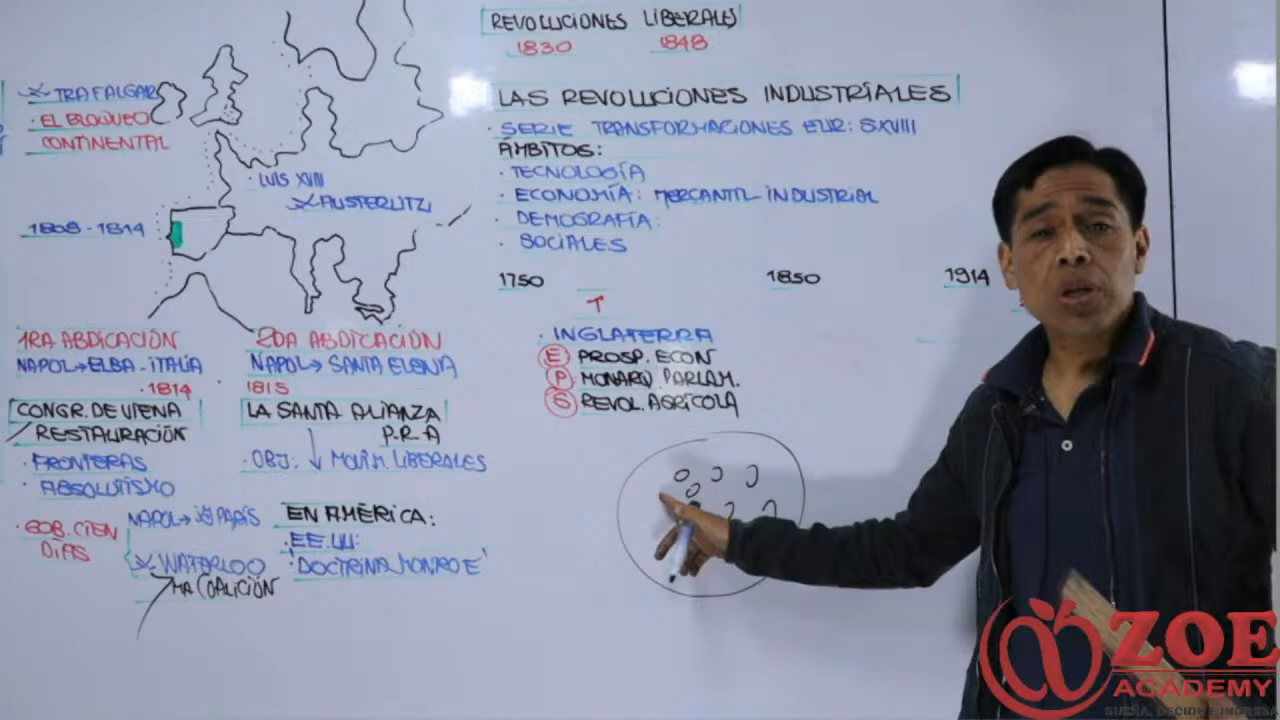 REVOLUCIONES LIBERALES
1830 1848
TRAFALGAR
· EL BLOQUEO
CONTINENTAL
· LUIS XVIII
AUSTERLITZ
1808 - 1814
1RA ABDICACIÓN
NAPOL→ELBA - ITALIA
· 1814
2DA ABDICACIÓN
NAPOL→ SANTA ELENA
1815
CONGR. DE VIENA
RESTAURACIÓN
· FRONTERAS
· ABSOLUTISMO
LA SANTA ALIANZA
P.R.A
· OBJ: ↓ MOVIM. LIBERALES
· GOB. CIEN
DÍAS
NAPOL→ PARÍS
WATERLOO
COALICIÓN
EN AMÉRICA:
· EE.UU:
'DOCTRINA MONROE'
LAS REVOLUCIONES INDUSTRIALES
· SERIE TRANSFORMACIONES EUR: S XVIII
ÁMBITOS:
· TECNOLOGÍA
· ECONOMÍA: MERCANTIL - INDUSTRIAL
· DEMOGRAFÍA:
· SOCIALES
1750 1850 1914
· INGLATERRA
E PROSP. ECON
P MONARQ. PARLAM.
S REVOL. AGRÍCOLA
ZOE
ACADEMY